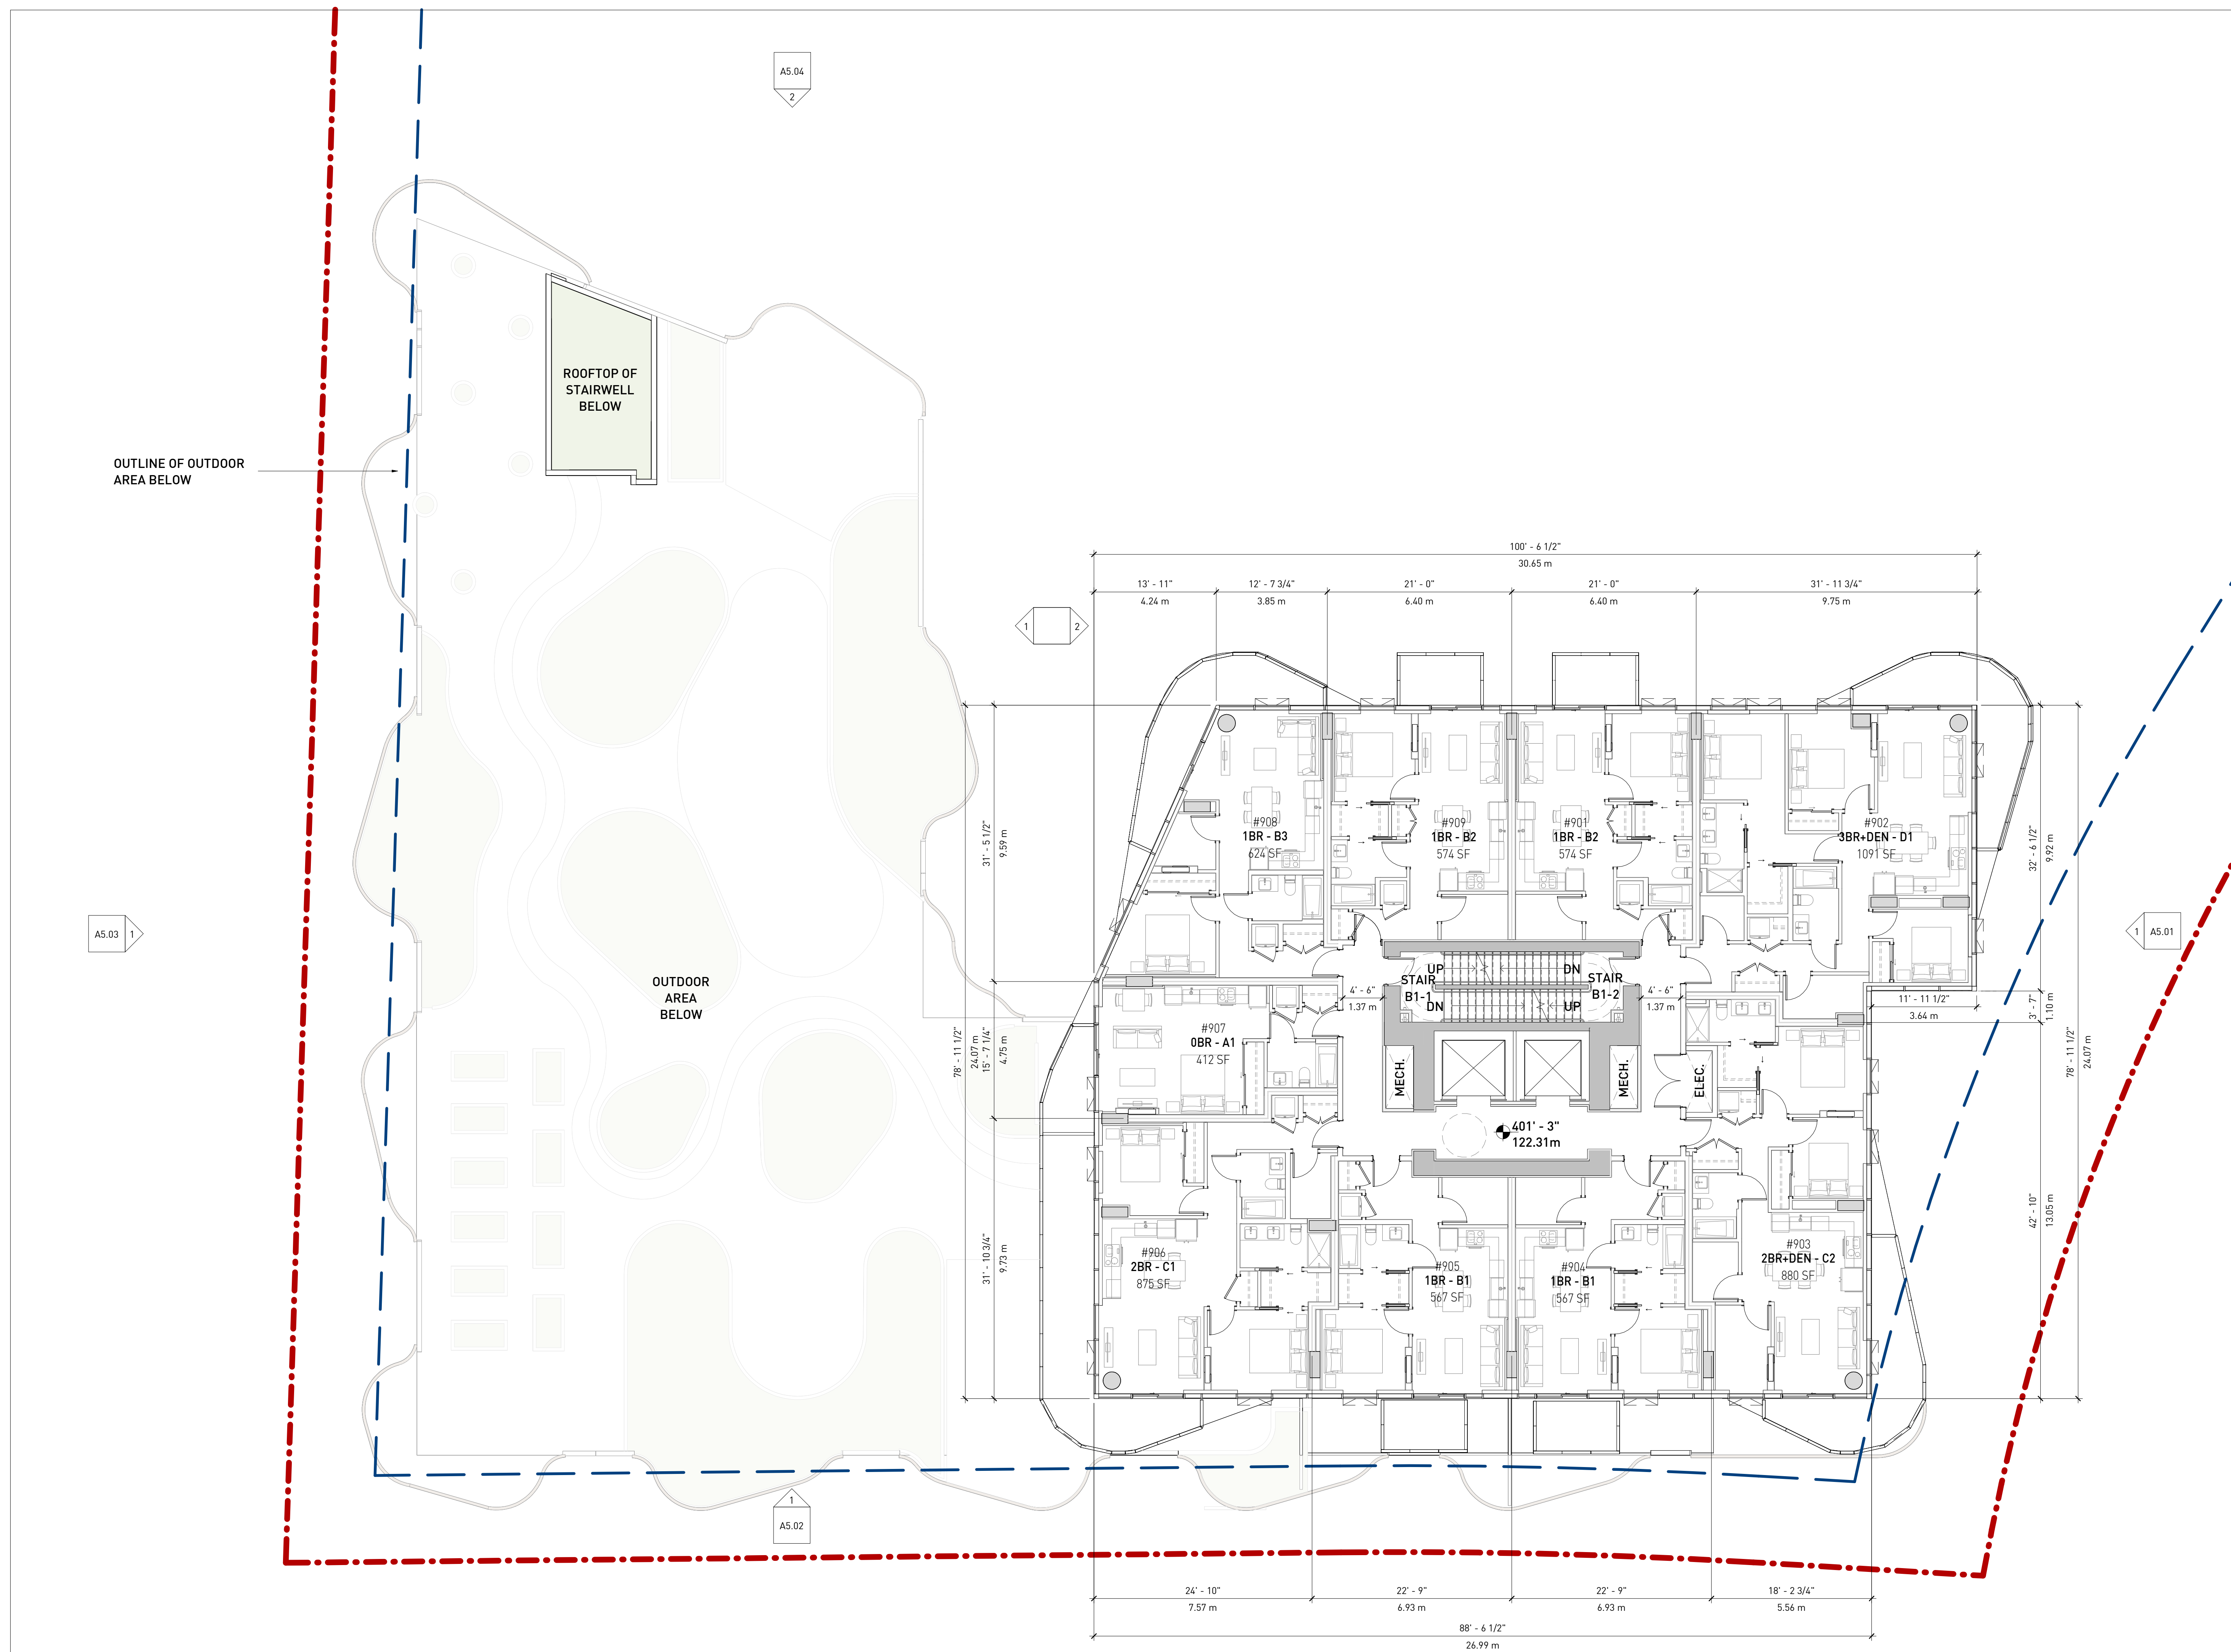 A5.04
2
ROOFTOP OF
STAIRWELL
BELOW
OUTLINE OF OUTDOOR
AREA BELOW
100' - 6 1/2"
30.65 m
13' - 11"
4.24 m
12' - 7 3/4"
3.85 m
21' - 0"
6.40 m
21' - 0"
6.40 m
31' - 11 3/4"
9.75 m
1
2
#908
1BR - B3
624 SF
#909
1BR - B2
574 SF
#901
1BR - B2
574 SF
#902
3BR+DEN - D1
1091 SF
31' - 5 1/2"
9.59 m
32' - 6 1/2"
9.92 m
A5.03
1
1
A5.01
OUTDOOR
AREA
BELOW
UP
DN
STAIR
B1-1
STAIR
B1-2
DN
UP
4' - 6"
1.37 m
4' - 6"
1.37 m
11' - 11 1/2"
3.64 m
3' - 7"
1.10 m
78' - 11 1/2"
24.07 m
15' - 7 1/4"
4.75 m
78' - 11 1/2"
24.07 m
#907
0BR - A1
412 SF
MECH.
MECH.
ELEC.
401' - 3"
122.31m
31' - 10 3/4"
9.73 m
42' - 10"
13.05 m
#906
2BR - C1
875 SF
#905
1BR - B1
567 SF
#904
1BR - B1
567 SF
#903
2BR+DEN - C2
880 SF
1
A5.02
24' - 10"
7.57 m
22' - 9"
6.93 m
22' - 9"
6.93 m
18' - 2 3/4"
5.56 m
88' - 6 1/2"
26.99 m